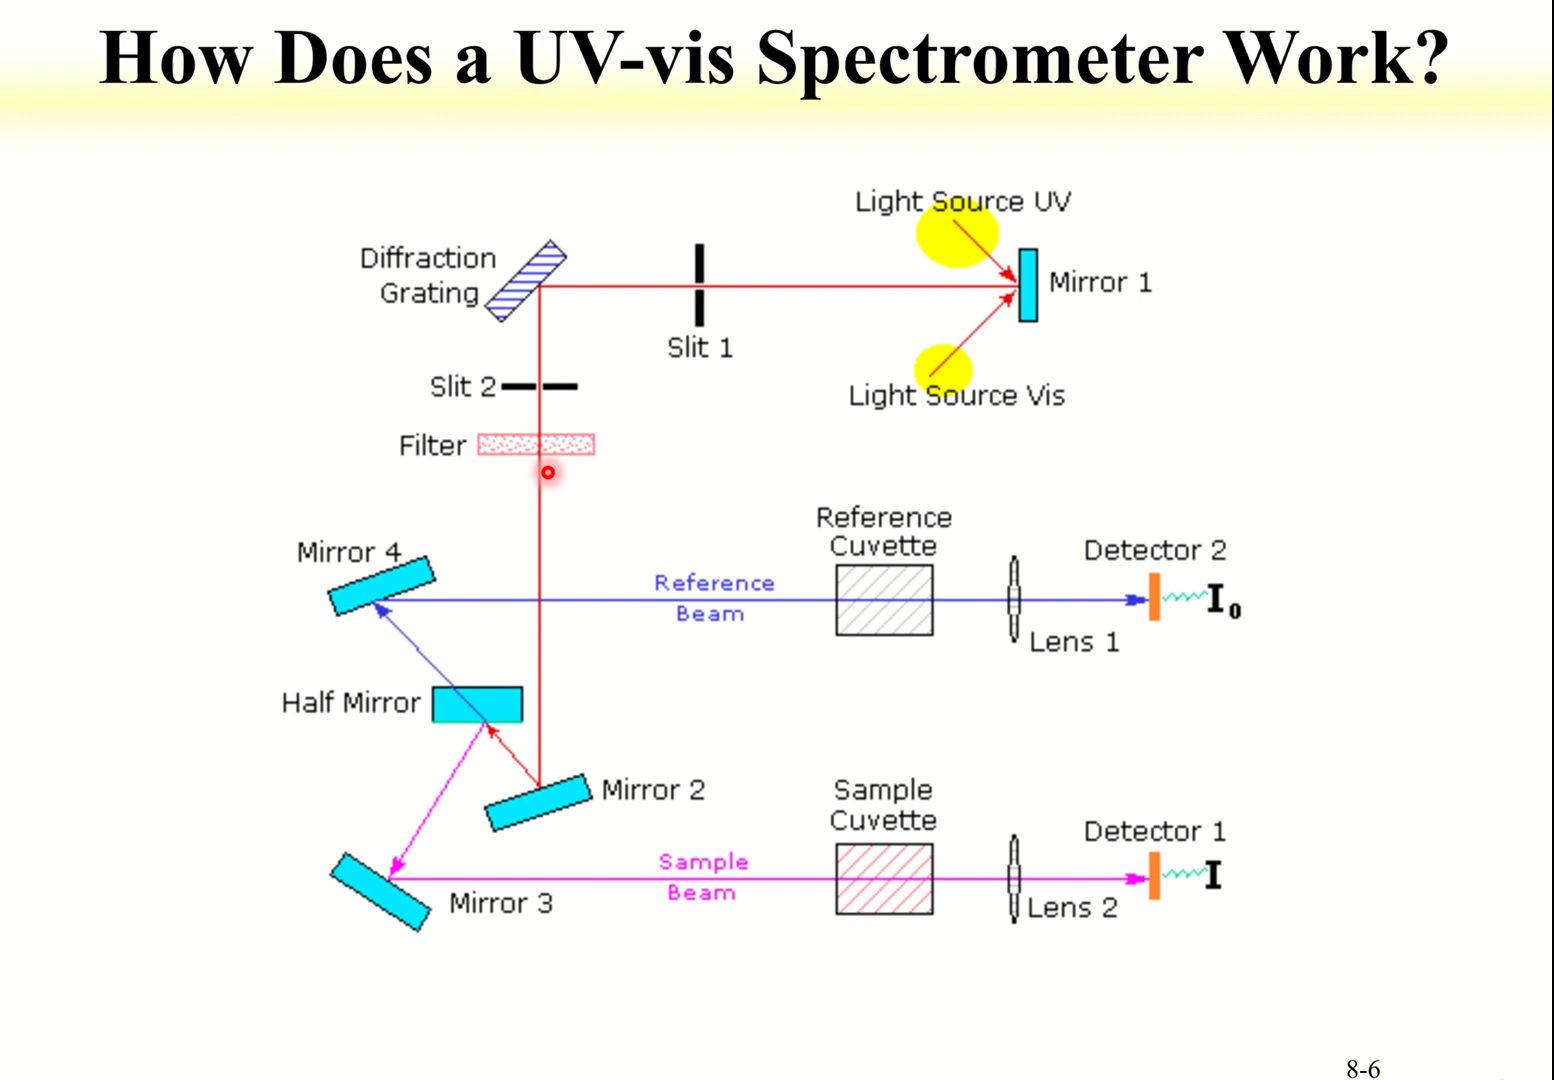 How Does a UV-vis Spectrometer Work?
Light Source UV
Diffraction
Grating
Mirror 1
Slit 1
Slit 2
Light Source Vis
Filter
Reference
Cuvette
Mirror 4
Detector 2
Reference
Beam
I0
Lens 1
Half Mirror
Mirror 2
Sample
Cuvette
Detector 1
Sample
Beam
I
Mirror 3
Lens 2
8-6